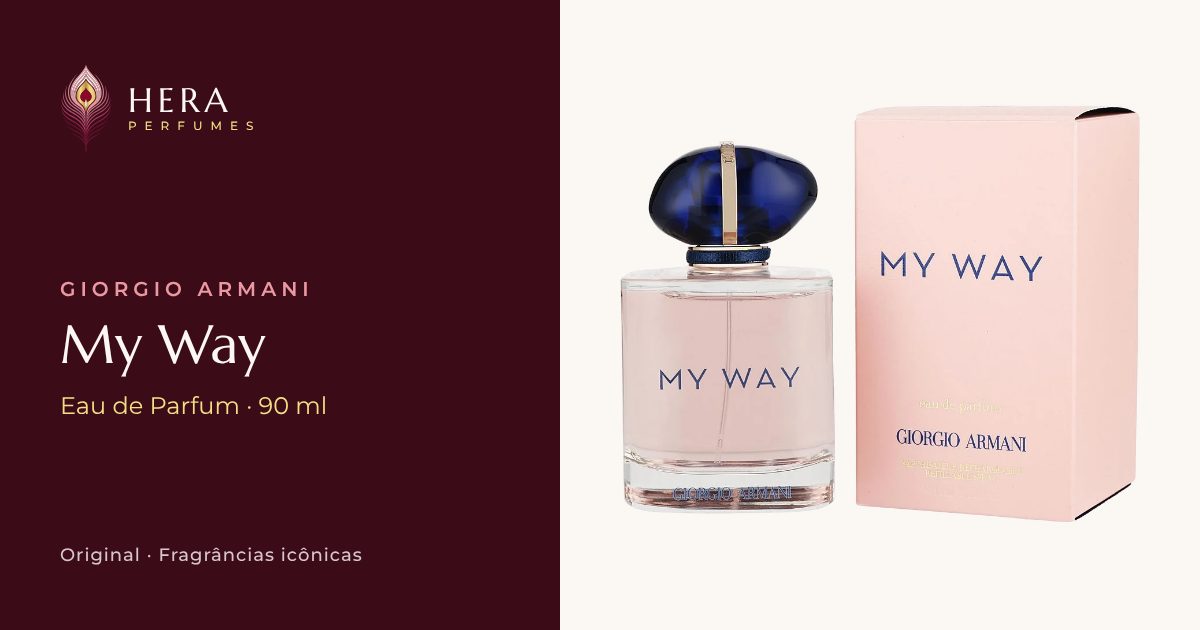 HERA
PERFUMES
GIORGIO ARMANI
My Way
Eau de Parfum · 90 ml
Original · Fragrâncias icônicas
MY WAY
GIORGIO ARMANI
MY WAY
eau de parfum
GIORGIO ARMANI